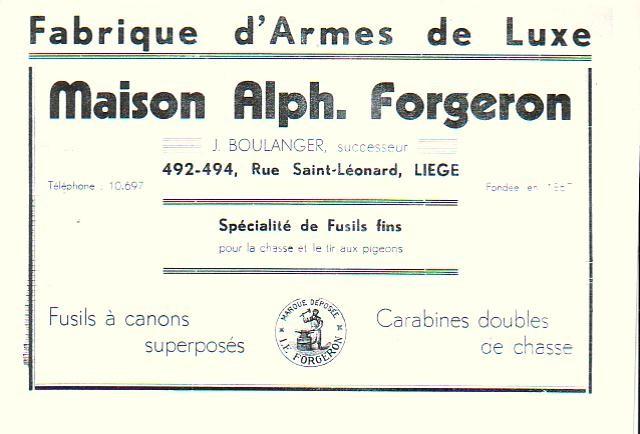 Fabrique d'Armes de Luxe
Maison Alph. Forgeron
J. BOULANGER, successeur
492-494, Rue Saint-Léonard, LIEGE
Téléphone : 10.697
Fondée en
Spécialité de Fusils fins
pour la chasse et le tir aux pigeons
Fusils à canons
superposés
MARQUE DÉPOSÉE
LE FORGERON
Carabines doubles
de chasse